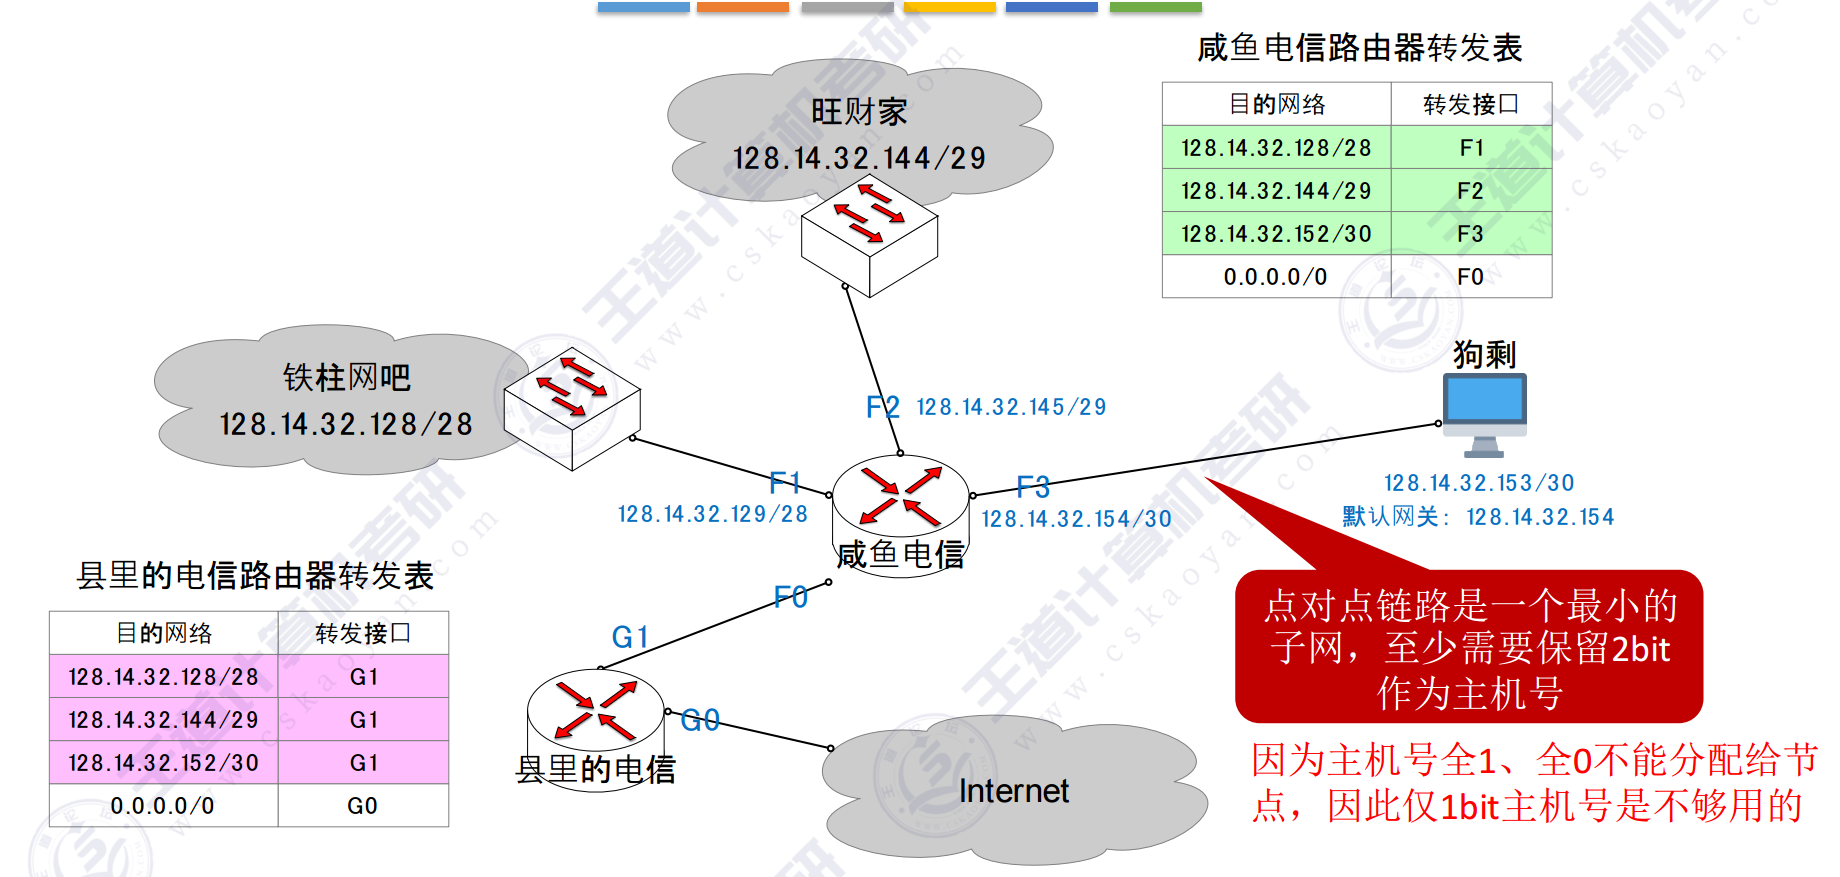 咸鱼电信路由器转发表
目的网络 转发接口
128.14.32.128/28 F1
128.14.32.144/29 F2
128.14.32.152/30 F3
0.0.0.0/0 F0
旺财家
128.14.32.144/29
铁柱网吧
128.14.32.128/28
狗剩
F2 128.14.32.145/29
F1
128.14.32.129/28
F3
128.14.32.154/30
128.14.32.153/30
默认网关: 128.14.32.154
咸鱼电信
F0
G1
县里的电信路由器转发表
目的网络 转发接口
128.14.32.128/28 G1
128.14.32.144/29 G1
128.14.32.152/30 G1
0.0.0.0/0 G0
G0
县里的电信
Internet
点对点链路是一个最小的
子网，至少需要保留2bit
作为主机号
因为主机号全1、全0不能分配给节
点，因此仅1bit主机号是不够用的
王道计算机考研
www.cskaoyan.com